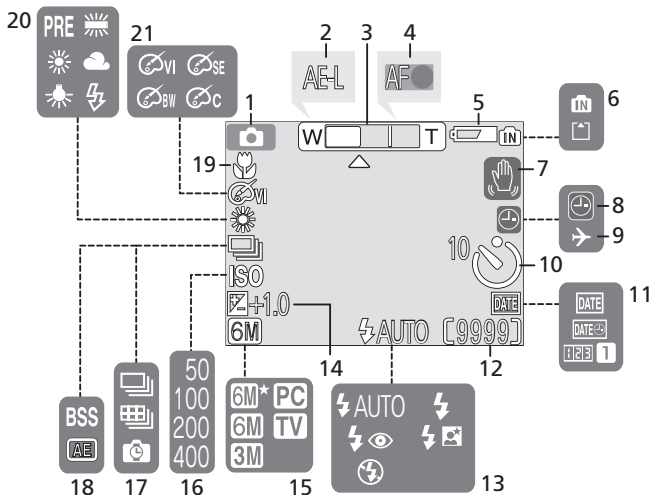 20
PRE
21
VI SE
BW C
2
AE-L
3
4
AF
5
6
IN
1
W T
IN
7
19
VI
8
9
10
10
ISO
+1.0
DATE
11
DATE
DATE
123 1
6M
AUTO
[9999]
14
12
BSS
AE
50
100
200
400
6M★ PC
6M TV
3M
AUTO
18
17
16
15
13